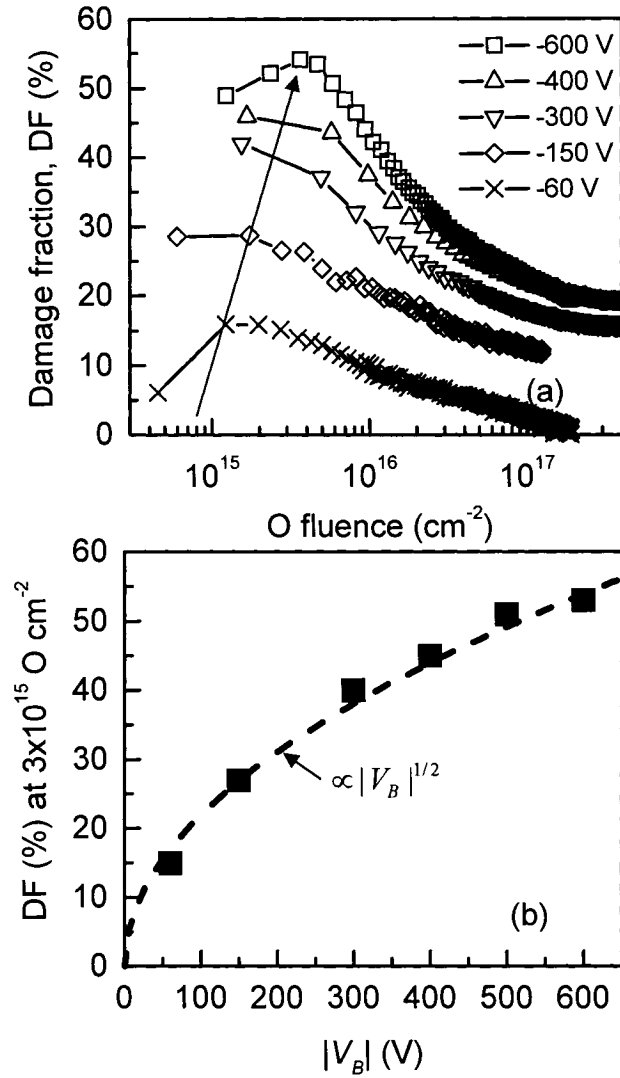 60
50
40
30
20
10
0
Damage fraction, DF (%)
-600 V
-400 V
-300 V
-150 V
-60 V
(a)
10^15
10^16
10^17
O fluence (cm^-2)
60
50
40
30
20
10
0
DF (%) at 3x10^15 O cm^-2
∝|V_B|^1/2
(b)
0 100 200 300 400 500 600
|V_B| (V)